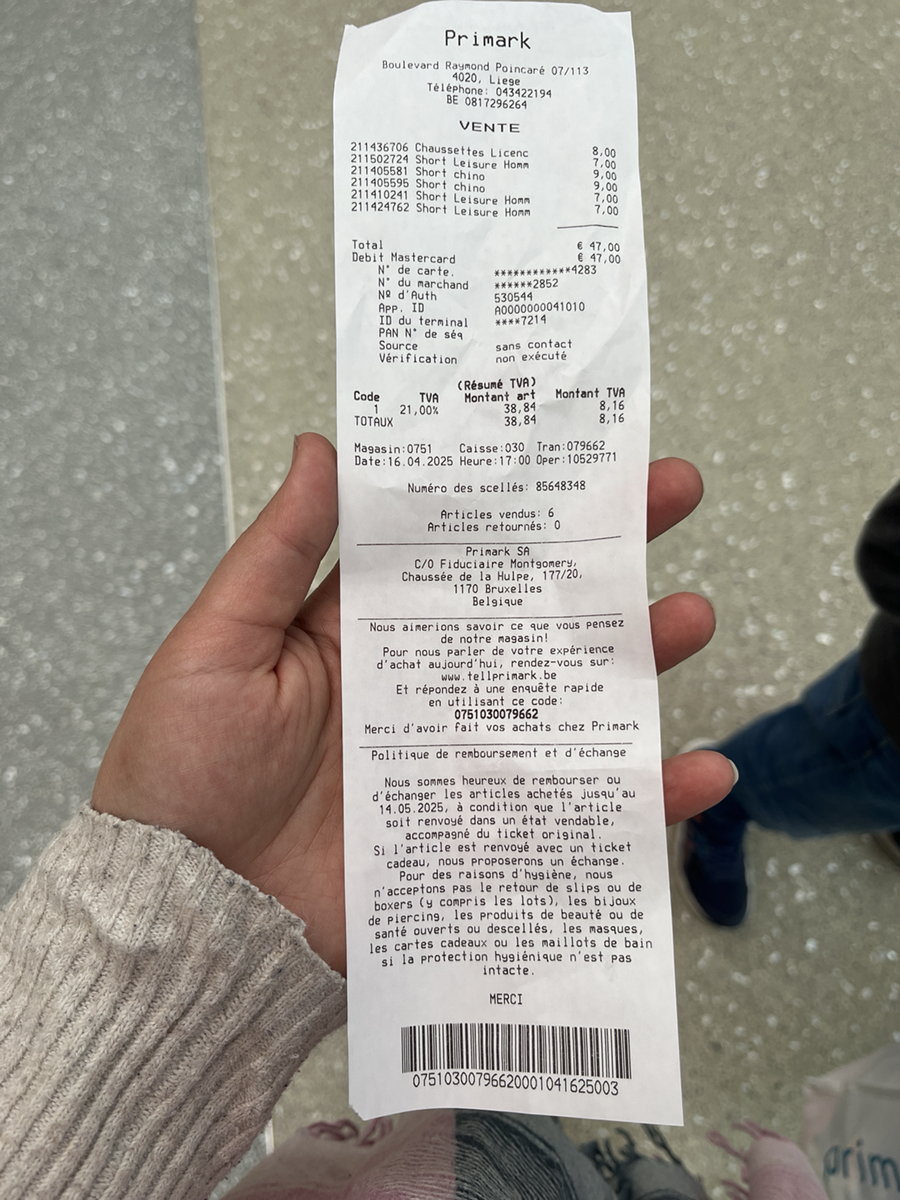 Primark
Boulevard Raymond Poincaré 07/113
4020, Liege
Téléphone: 043422194
BE 0817296264
VENTE
211436706 Chaussettes Licenc 8,00
211502724 Short Leisure Homm 7,00
211405581 Short chino 9,00
211405595 Short chino 9,00
211410241 Short Leisure Homm 7,00
211424762 Short Leisure Homm 7,00
Total € 47,00
Debit Mastercard € 47,00
N° de carte. ************4283
N° du marchand ******2852
Nº d'Auth 530544
App. ID A0000000041010
ID du terminal ****7214
PAN N° de séq
Source sans contact
Vérification non exécuté
(Résumé TVA)
Code TVA Montant art Montant TVA
1 21,00% 38,84 8,16
TOTAUX 38,84 8,16
Magasin:0751 Caisse:030 Tran:079662
Date:16.04.2025 Heure:17:00 Oper:10529771
Numéro des scellés: 85648348
Articles vendus: 6
Articles retournés: 0
Primark SA
C/O Fiduciaire Montgomery,
Chaussée de la Hulpe, 177/20,
1170 Bruxelles
Belgique
Nous aimerions savoir ce que vous pensez
de notre magasin!
Pour nous parler de votre expérience
d'achat aujourd'hui, rendez-vous sur:
www.tellprimark.be
Et répondez à une enquête rapide
en utilisant ce code:
0751030079662
Merci d'avoir fait vos achats chez Primark
Politique de remboursement et d'échange
Nous sommes heureux de rembourser ou
d'échanger les articles achetés jusqu'au
14.05.2025, à condition que l'article
soit renvoyé dans un état vendable,
accompagné du ticket original.
Si l'article est renvoyé avec un ticket
cadeau, nous proposerons un échange.
Pour des raisons d'hygiène, nous
n'acceptons pas le retour de slips ou de
boxers (y compris les lots), les bijoux
de piercing, les produits de beauté ou de
santé ouverts ou descellés, les masques,
les cartes cadeaux ou les maillots de bain
si la protection hygiénique n'est pas
intacte.
MERCI
07510300796620001041625003
prim